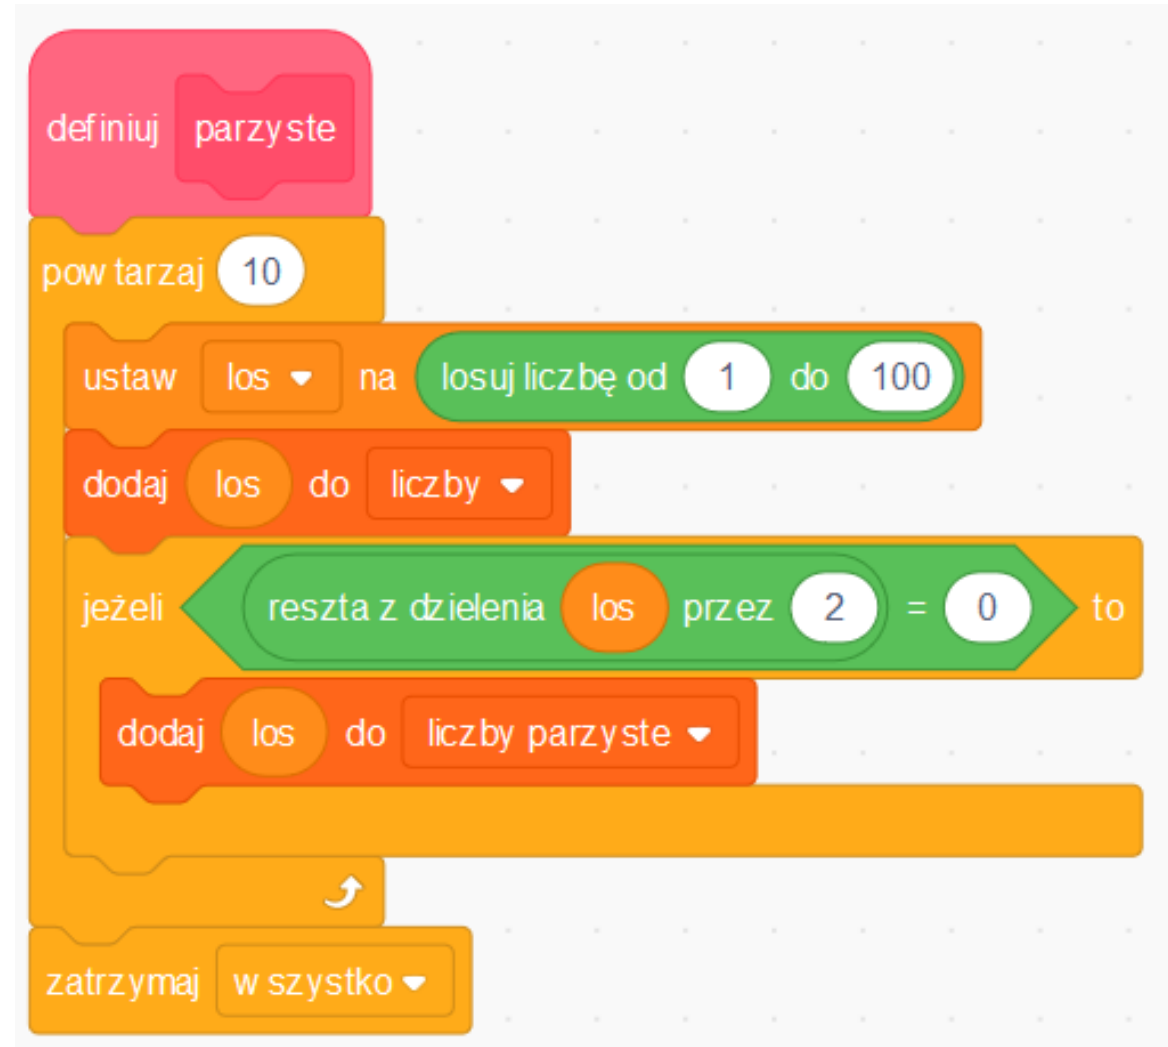 definiuj parzyste
powtarzaj 10
ustaw los na losuj liczbę od 1 do 100
dodaj los do liczby
jeżeli reszta z dzielenia los przez 2 = 0 to
dodaj los do liczby parzyste
zatrzymaj wszystko